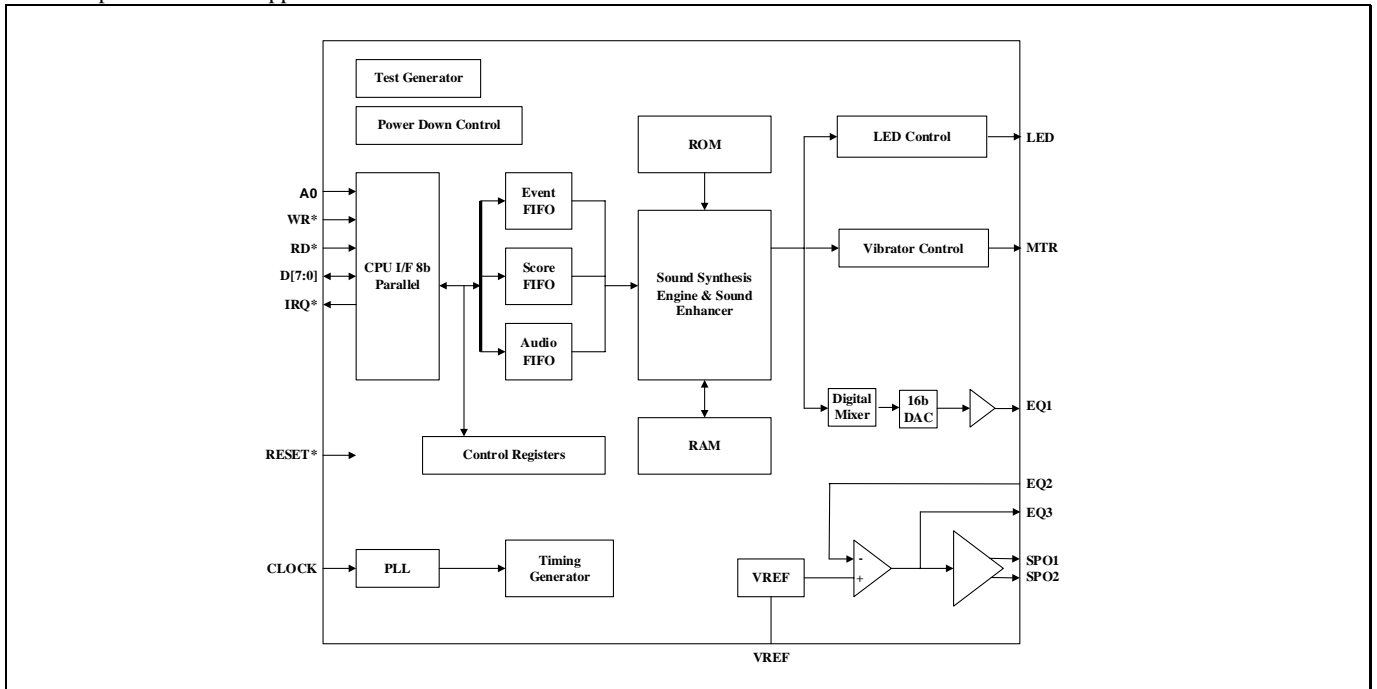 Test Generator
Power Down Control
ROM
LED Control
LED
A0
WR*
RD*
D[7:0]
IRQ*
CPU I/F 8b
Parallel
Event
FIFO
Score
FIFO
Audio
FIFO
Sound Synthesis
Engine & Sound
Enhancer
Vibrator Control
MTR
Digital
Mixer
16b
DAC
EQ1
RESET*
Control Registers
RAM
EQ2
EQ3
CLOCK
PLL
Timing
Generator
VREF
-
+
SPO1
SPO2
VREF